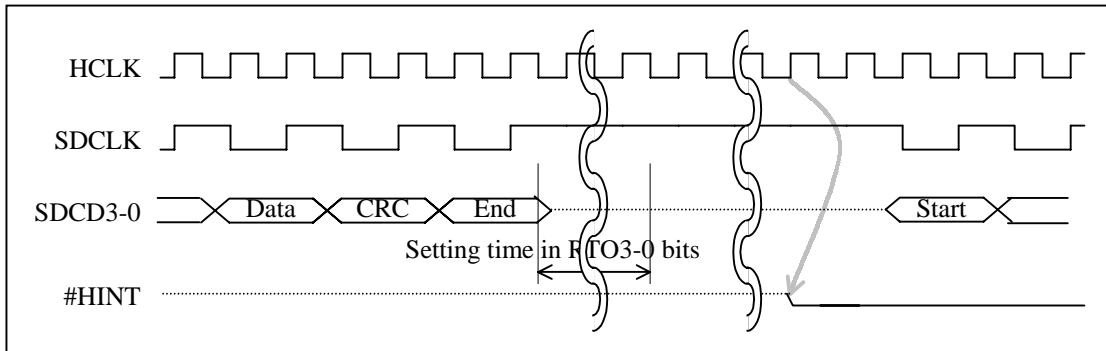 HCLK
SDCLK
SDCD3-0 Data CRC End Start
Setting time in RTO3-0 bits
#HINT